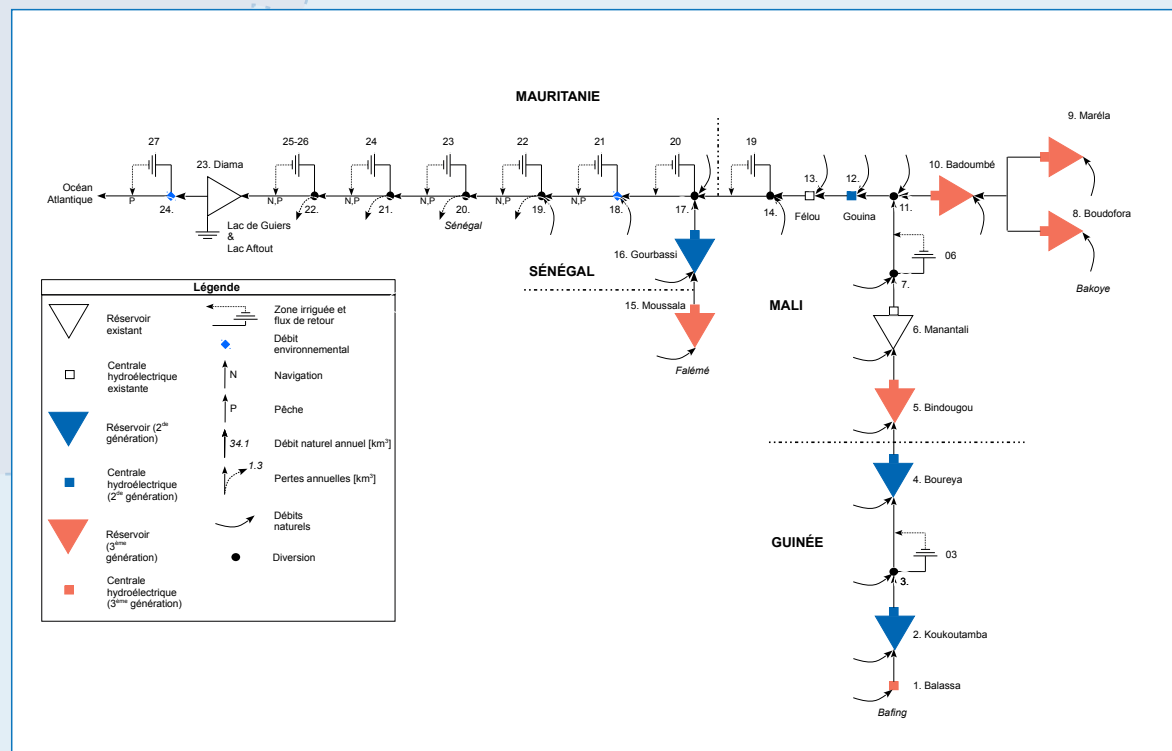 MAURITANIE
9. Maréla
27
23. Diama
25-26
24
23
22
21
20
19
13.
12.
10. Badoumbé
Océan
Atlantique
P
24.
N,P
22.
N,P
21.
N,P
20.
N,P
19.
N,P
18.
17.
14.
Félou
Gouina
11.
8. Boudofora
Lac de Guiers
&
Lac Aftout
Sénégal
16. Gourbassi
06
SÉNÉGAL
7.
Bakoye
15. Moussala
MALI
6. Manantali
Falémé
5. Bindougou
4. Boureya
GUINÉE
03
3.
2. Koukoutamba
1. Balassa
Bafing
Légende
Réservoir
existant
Centrale
hydroélectrique
existante
Réservoir (2de
génération)
Centrale
hydroélectrique
(2de génération)
Réservoir
(3ème
génération)
Centrale
hydroélectrique
(3ème génération)
Zone irriguée et
flux de retour
Débit
environnemental
N
Navigation
P
Pêche
34.1
Débit naturel annuel [km3]
1.3
Pertes annuelles [km3]
Débits
naturels
Diversion